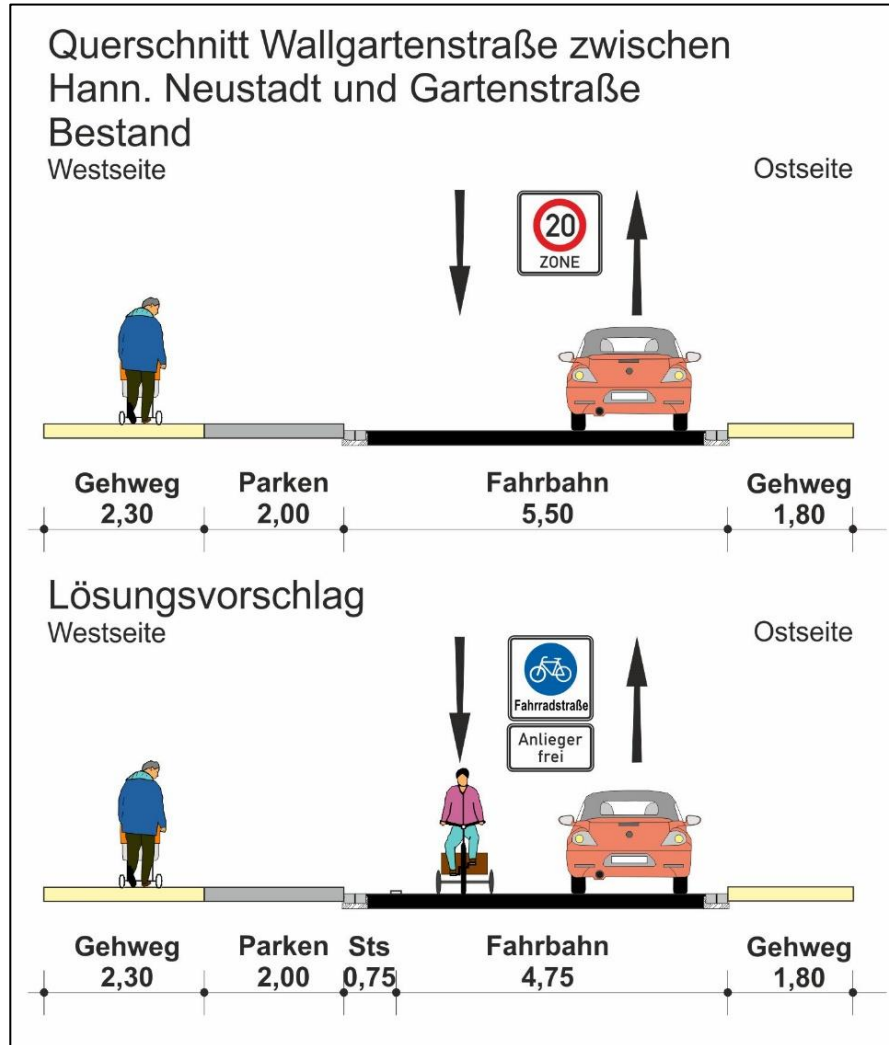 Querschnitt Wallgartenstraße zwischen
Hann. Neustadt und Gartenstraße
Bestand
Westseite
Ostseite
20
ZONE
Gehweg Parken Fahrbahn Gehweg
2,30 2,00 5,50 1,80
Lösungsvorschlag
Westseite
Ostseite
Fahrradstraße
Anlieger
frei
Gehweg Parken Sts Fahrbahn Gehweg
2,30 2,00 0,75 4,75 1,80